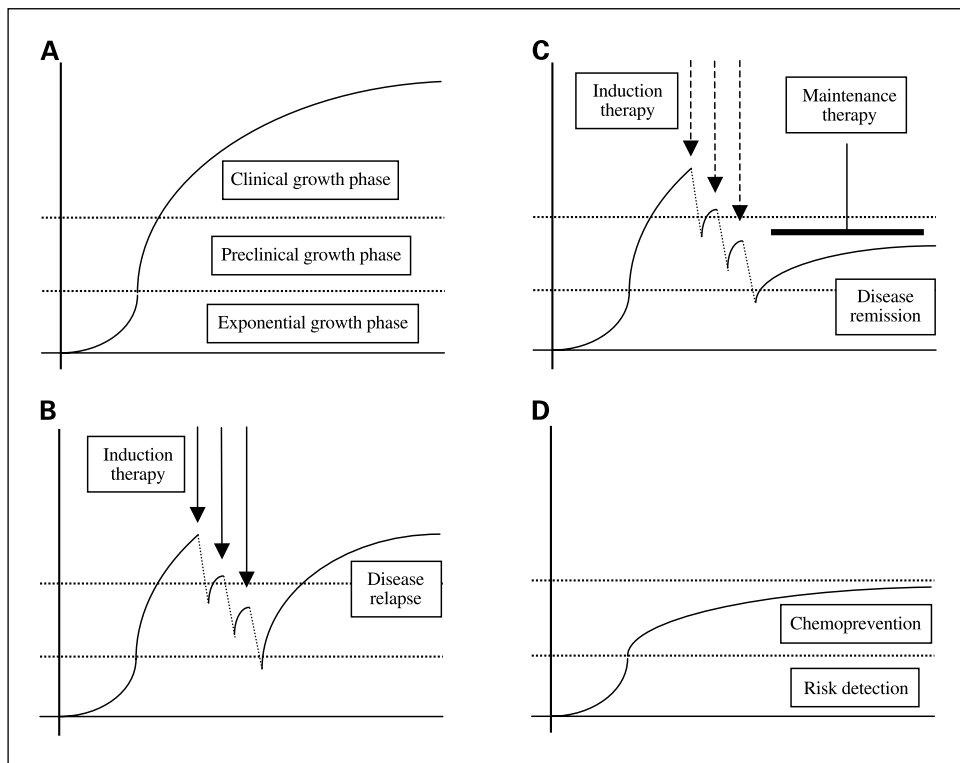 A
Clinical growth phase
Preclinical growth phase
Exponential growth phase
B
Induction
therapy
Disease
relapse
C
Induction
therapy
Maintenance
therapy
Disease
remission
D
Chemoprevention
Risk detection